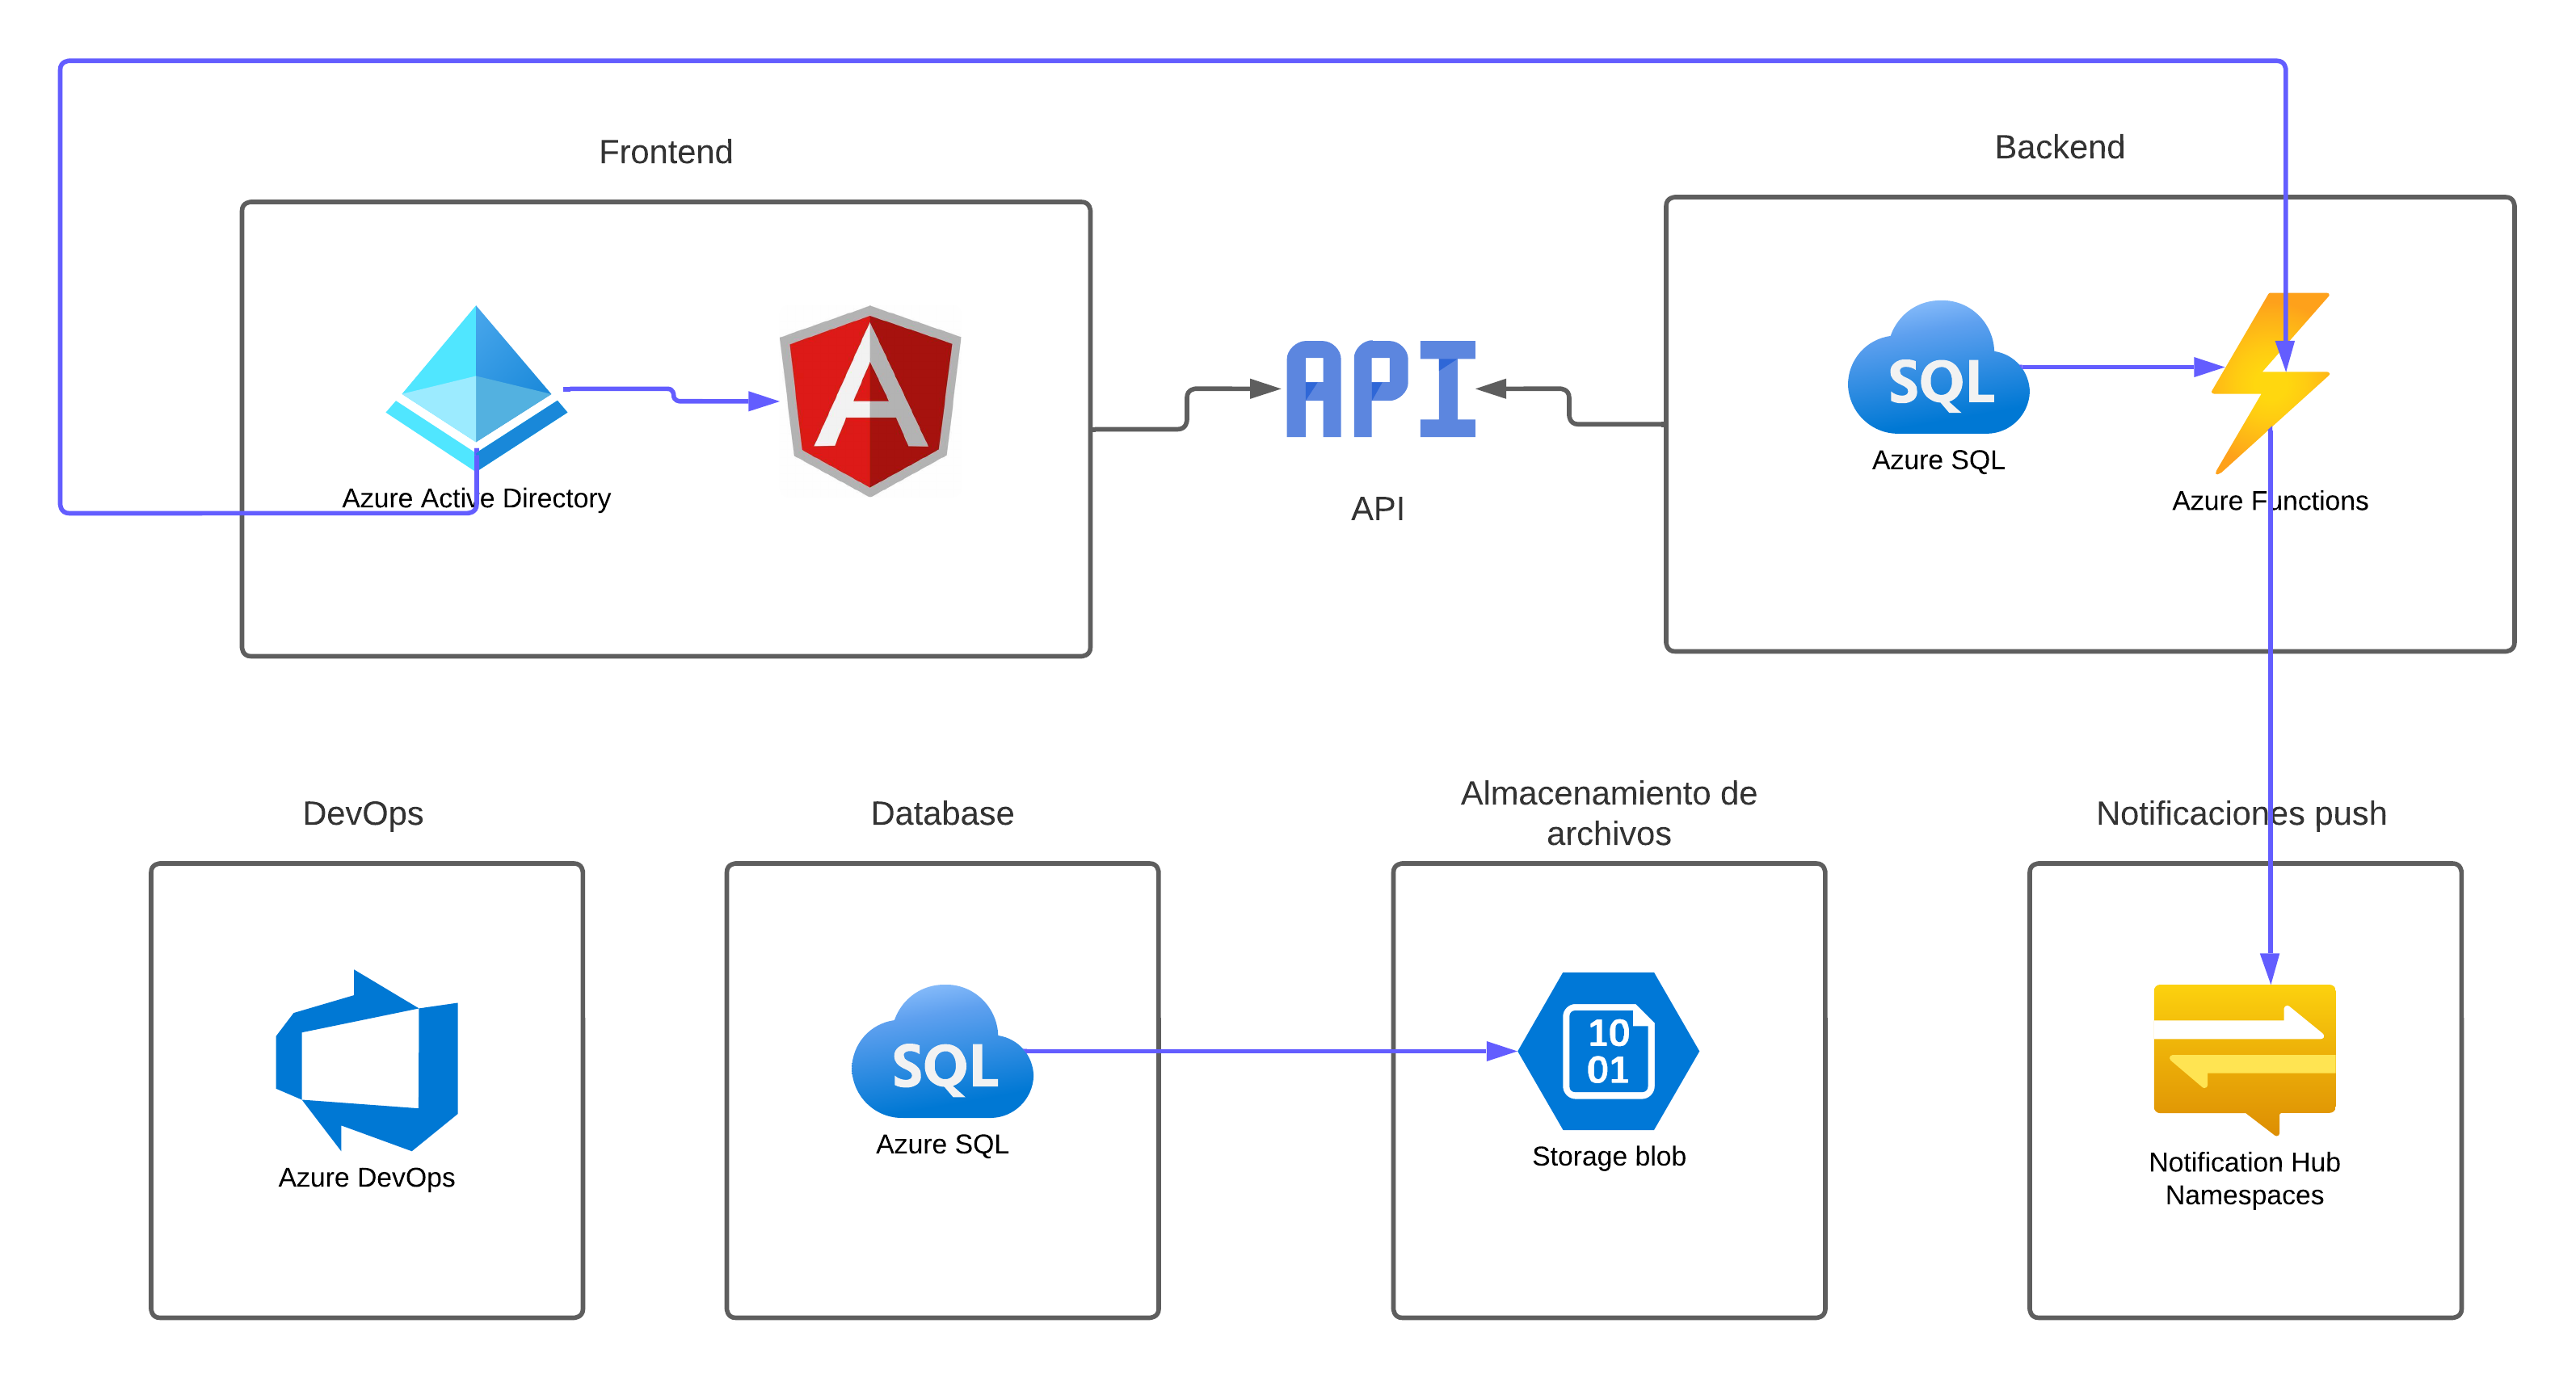 Frontend
Backend
API
SQL
Azure Active Directory
API
Azure SQL
Azure Functions
DevOps
Database
Almacenamiento de
archivos
Notificaciones push
SQL
10
01
Azure DevOps
Azure SQL
Storage blob
Notification Hub
Namespaces